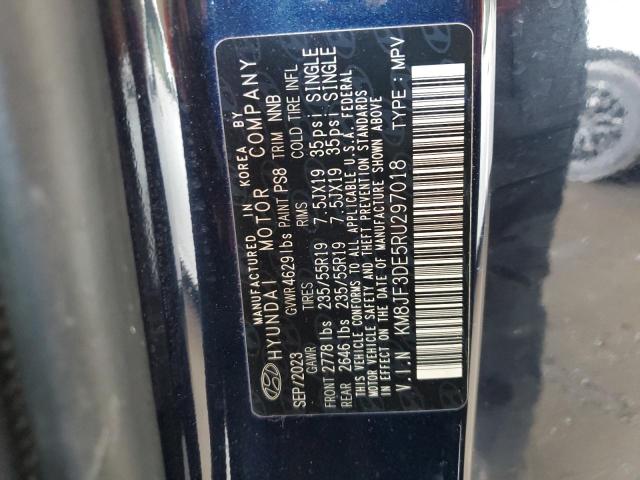 MANUFACTURED IN KOREA BY
HYUNDAI MOTOR COMPANY
GVWR 4629 lbs PAINT PS8 TRIM NNB
SEP/2023
GAWR TIRES RIMS COLD TIRE INFL
FRONT 2778 lbs 235/55R19 7.5JX19 35psi SINGLE
REAR 2646 lbs 235/55R19 7.5JX19 35psi SINGLE
THIS VEHICLE CONFORMS TO ALL APPLICABLE U.S.A. FEDERAL
MOTOR VEHICLE SAFETY AND THEFT PREVENTION STANDARDS
IN EFFECT ON THE DATE OF MANUFACTURE SHOWN ABOVE
V.I.N : KM8JF3DE5RU297018 TYPE : MPV